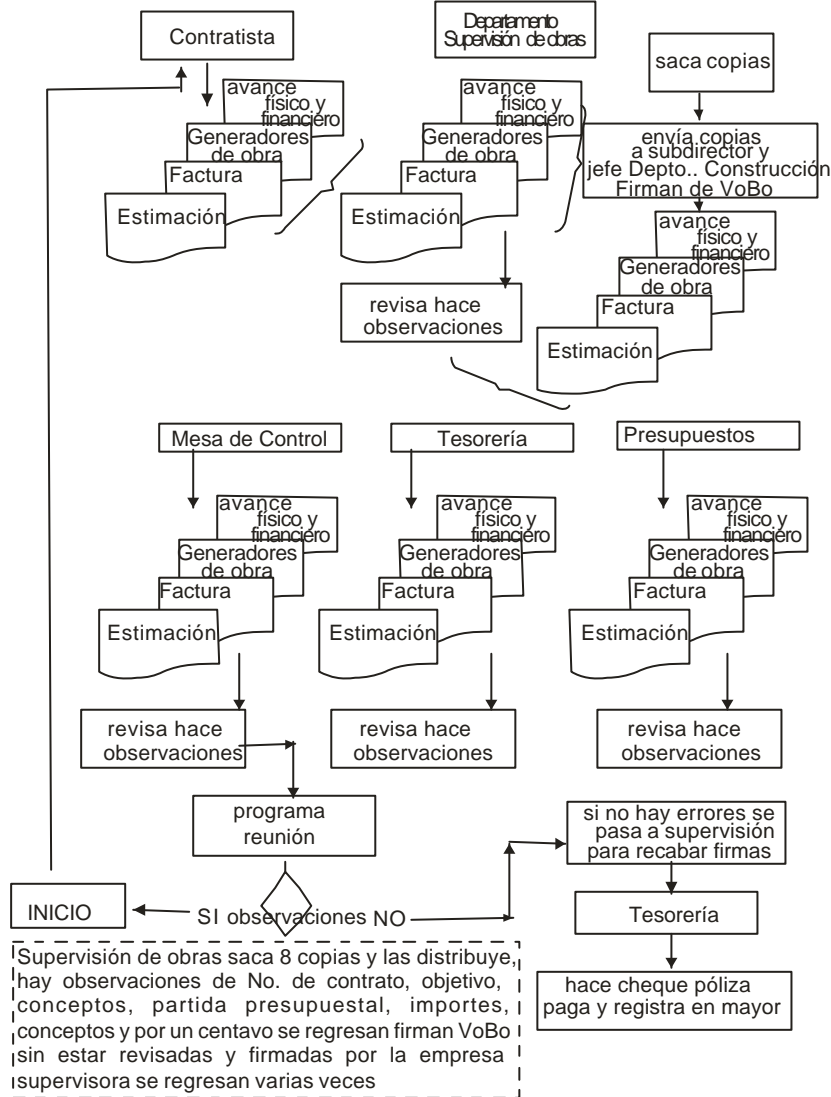 Contratista
Departamento
Supervisión de obras
saca copias
avance
físico y
financiero
Generadores
de obra
Factura
Estimación
avance
físico y
financiero
Generadores
de obra
Factura
Estimación
envía copias
a subdirector y
jefe Depto.. Construcción
Firman de VoBo
avance
físico y
financiero
Generadores
de obra
Factura
Estimación
revisa hace
observaciones
Mesa de Control
Tesorería
Presupuestos
avance
físico y
financiero
Generadores
de obra
Factura
Estimación
avance
físico y
financiero
Generadores
de obra
Factura
Estimación
avance
físico y
financiero
Generadores
de obra
Factura
Estimación
revisa hace
observaciones
revisa hace
observaciones
revisa hace
observaciones
programa
reunión
si no hay errores se
pasa a supervisión
para recabar firmas
INICIO
SI observaciones NO
Tesorería
hace cheque póliza
paga y registra en mayor
Supervisión de obras saca 8 copias y las distribuye,
hay observaciones de No. de contrato, objetivo,
conceptos, partida presupuestal, importes,
conceptos y por un centavo se regresan firman VoBo
sin estar revisadas y firmadas por la empresa
supervisora se regresan varias veces